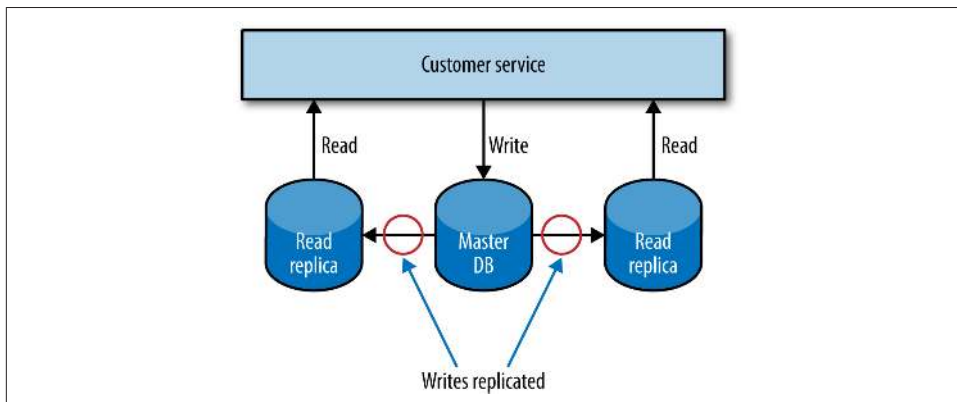 Customer service
Read
Write
Read
Read
replica
Master
DB
Read
replica
Writes replicated